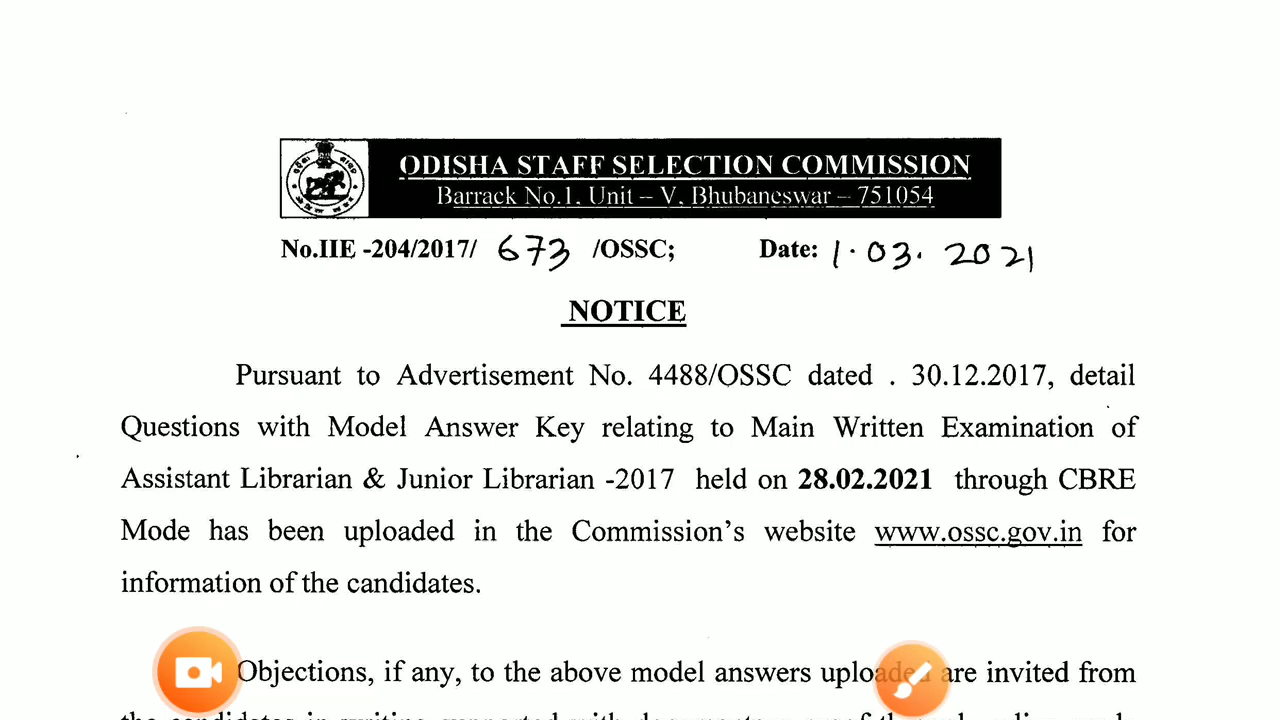 ODISHA STAFF SELECTION COMMISSION
Barrack No.1, Unit – V, Bhubaneswar – 751054
No.IIE -204/2017/ 673 /OSSC; Date: 1.03.2021
NOTICE
Pursuant to Advertisement No. 4488/OSSC dated . 30.12.2017, detail
Questions with Model Answer Key relating to Main Written Examination of
Assistant Librarian & Junior Librarian -2017 held on 28.02.2021 through CBRE
Mode has been uploaded in the Commission's website www.ossc.gov.in for
information of the candidates.
Objections, if any, to the above model answers uploaded are invited from